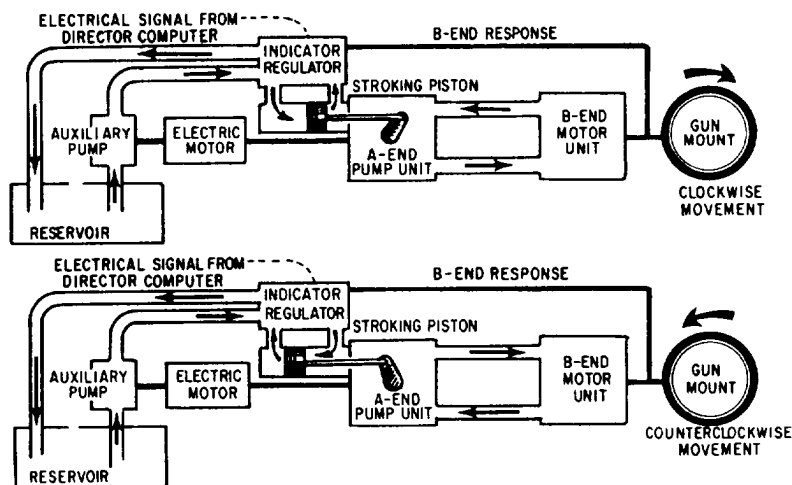 ELECTRICAL SIGNAL FROM
DIRECTOR COMPUTER
INDICATOR
REGULATOR
B-END RESPONSE
STROKING PISTON
AUXILIARY
PUMP
ELECTRIC
MOTOR
A-END
PUMP UNIT
B-END
MOTOR
UNIT
GUN
MOUNT
CLOCKWISE
MOVEMENT
RESERVOIR
ELECTRICAL SIGNAL FROM
DIRECTOR COMPUTER
INDICATOR
REGULATOR
B-END RESPONSE
STROKING PISTON
AUXILIARY
PUMP
ELECTRIC
MOTOR
A-END
PUMP UNIT
B-END
MOTOR
UNIT
GUN
MOUNT
COUNTERCLOCKWISE
MOVEMENT
RESERVOIR